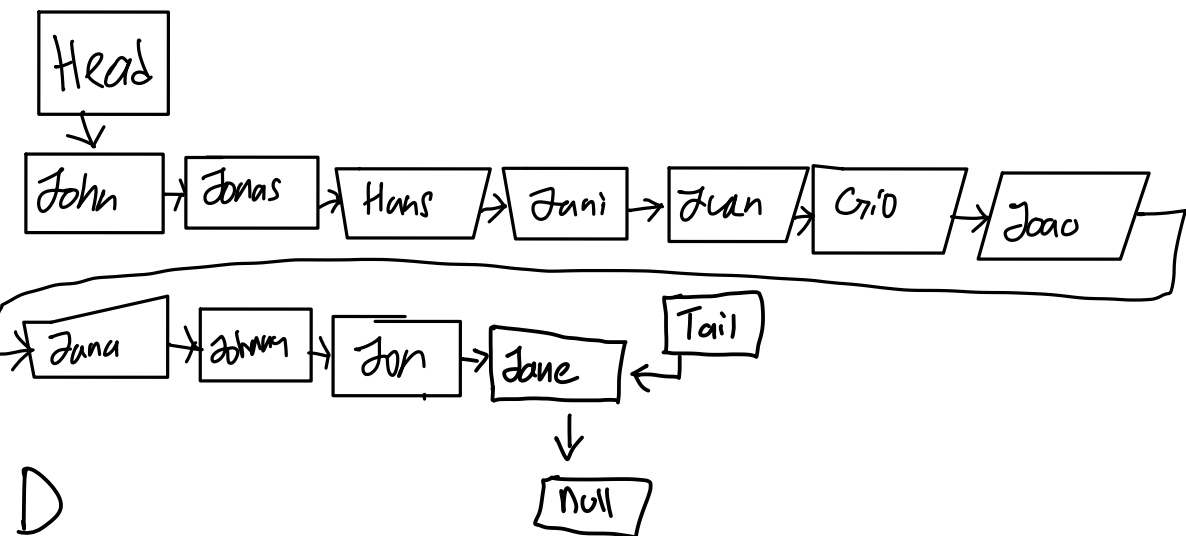 Head
John Jonas Hans Jani Juan Gio Joao
Jana Johnny Jon Jane Tail
Null
D